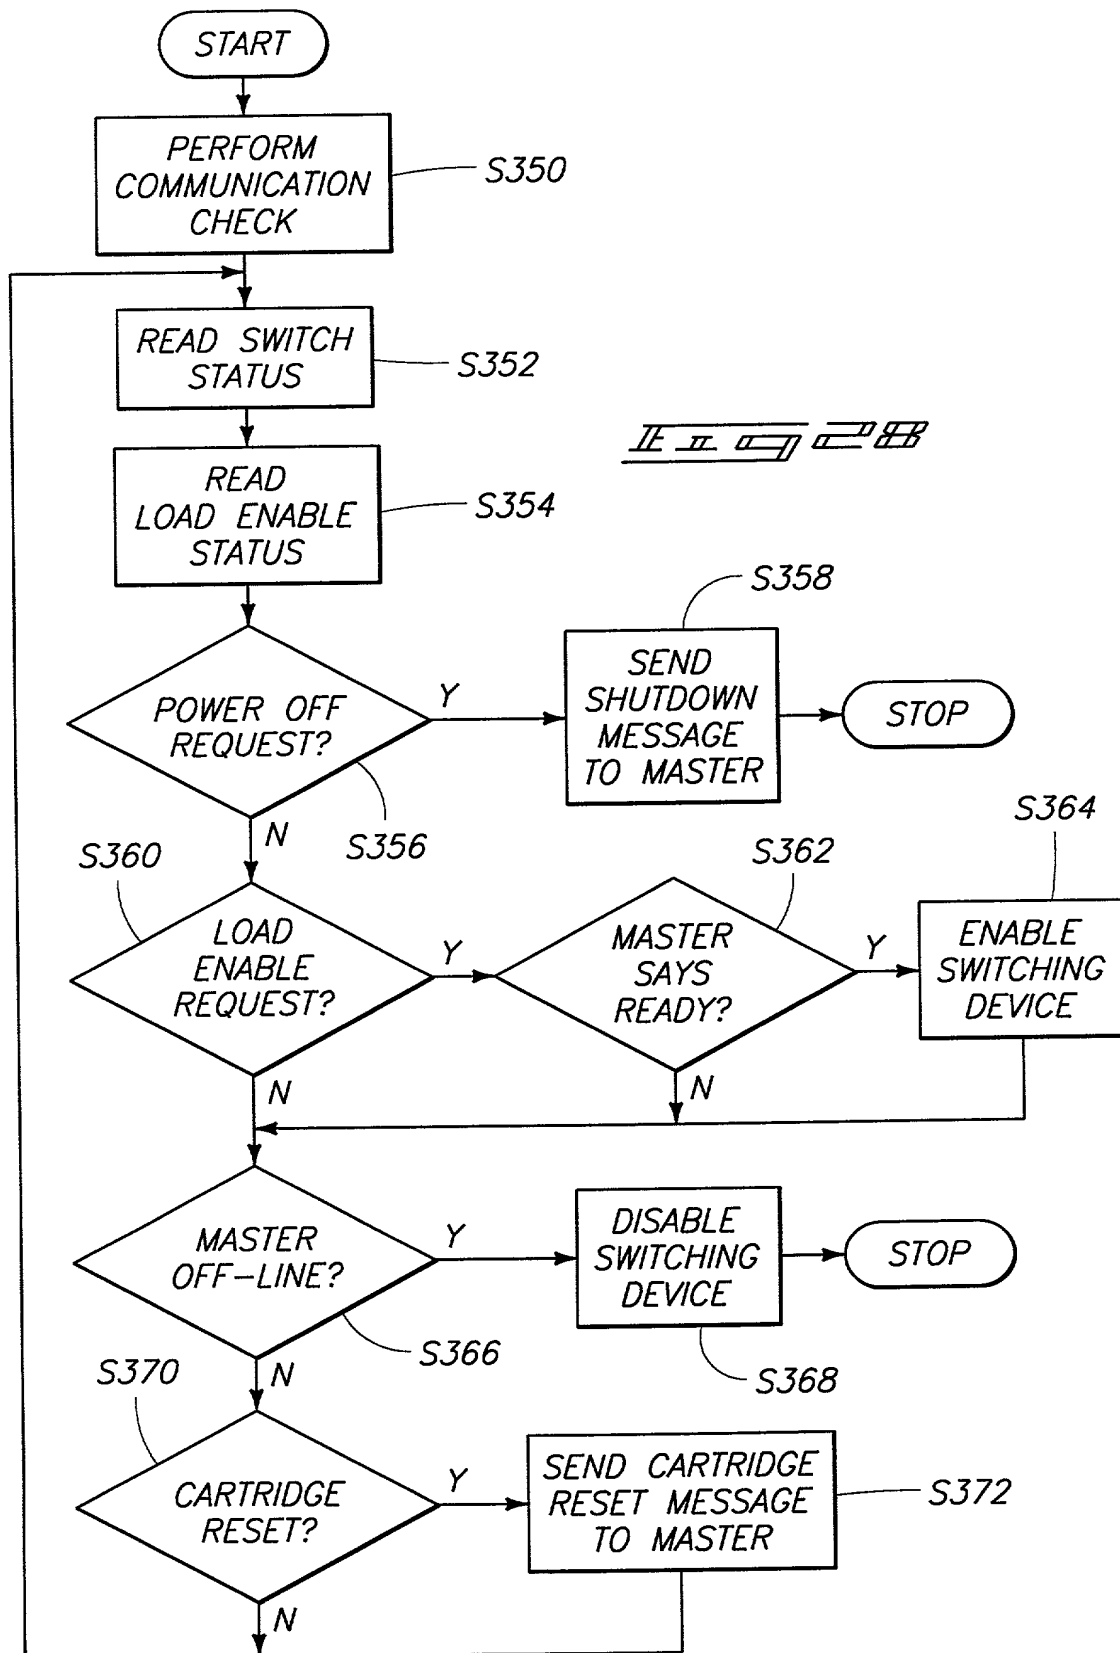 START
PERFORM
COMMUNICATION
CHECK
S350
READ SWITCH
STATUS
S352
Fig 28
READ
LOAD ENABLE
STATUS
S354
S358
POWER OFF
REQUEST?
Y
SEND
SHUTDOWN
MESSAGE
TO MASTER
STOP
N
S356
S360
S362
S364
LOAD
ENABLE
REQUEST?
Y
MASTER
SAYS
READY?
Y
ENABLE
SWITCHING
DEVICE
N
N
MASTER
OFF-LINE?
Y
DISABLE
SWITCHING
DEVICE
STOP
S366
S368
N
S370
CARTRIDGE
RESET?
Y
SEND CARTRIDGE
RESET MESSAGE
TO MASTER
S372
N